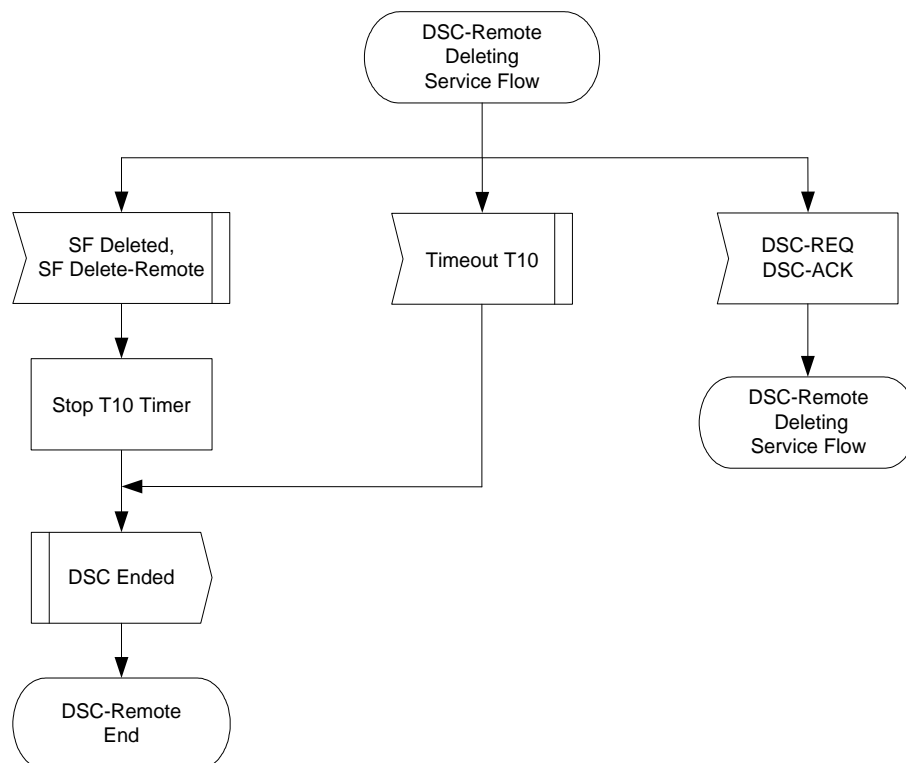 DSC-Remote
Deleting
Service Flow
SF Deleted,
SF Delete-Remote
Timeout T10
DSC-REQ
DSC-ACK
Stop T10 Timer
DSC-Remote
Deleting
Service Flow
DSC Ended
DSC-Remote
End